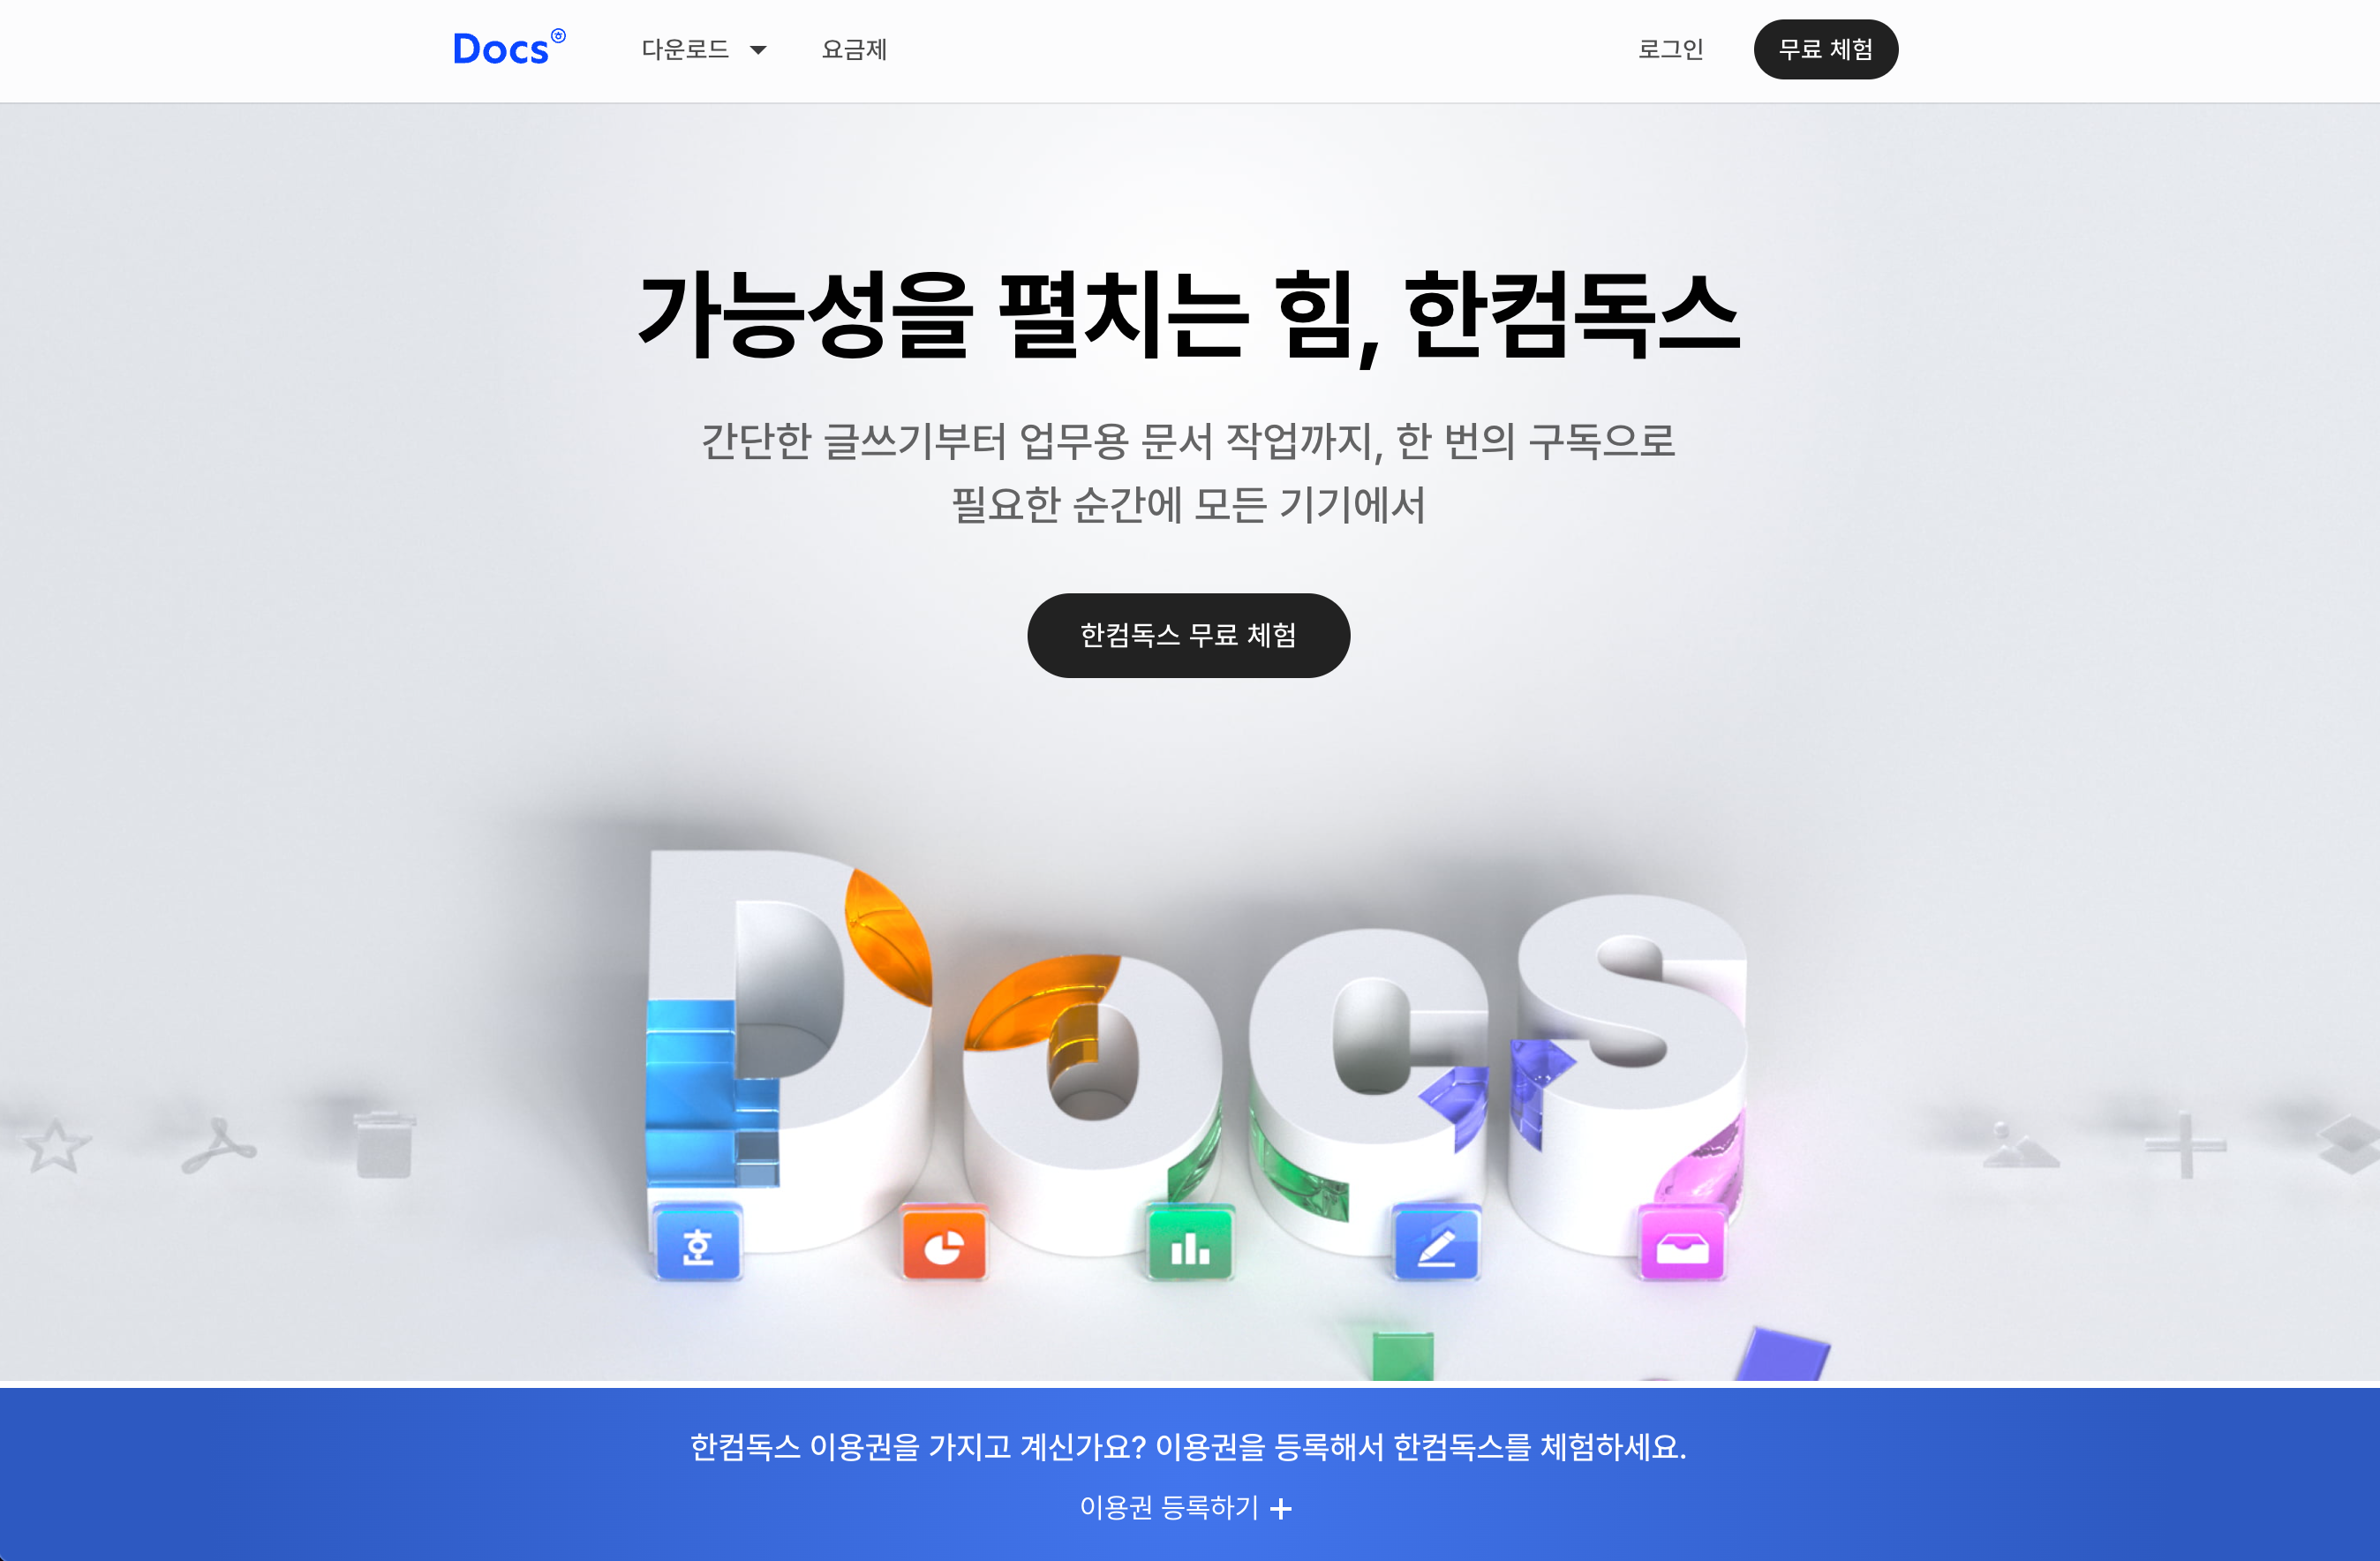 Docs
다운로드
요금제
로그인
무료 체험
가능성을 펼치는 힘, 한컴독스
간단한 글쓰기부터 업무용 문서 작업까지, 한 번의 구독으로
필요한 순간에 모든 기기에서
한컴독스 무료 체험
Docs
한컴독스 이용권을 가지고 계신가요? 이용권을 등록해서 한컴독스를 체험하세요.
이용권 등록하기 +